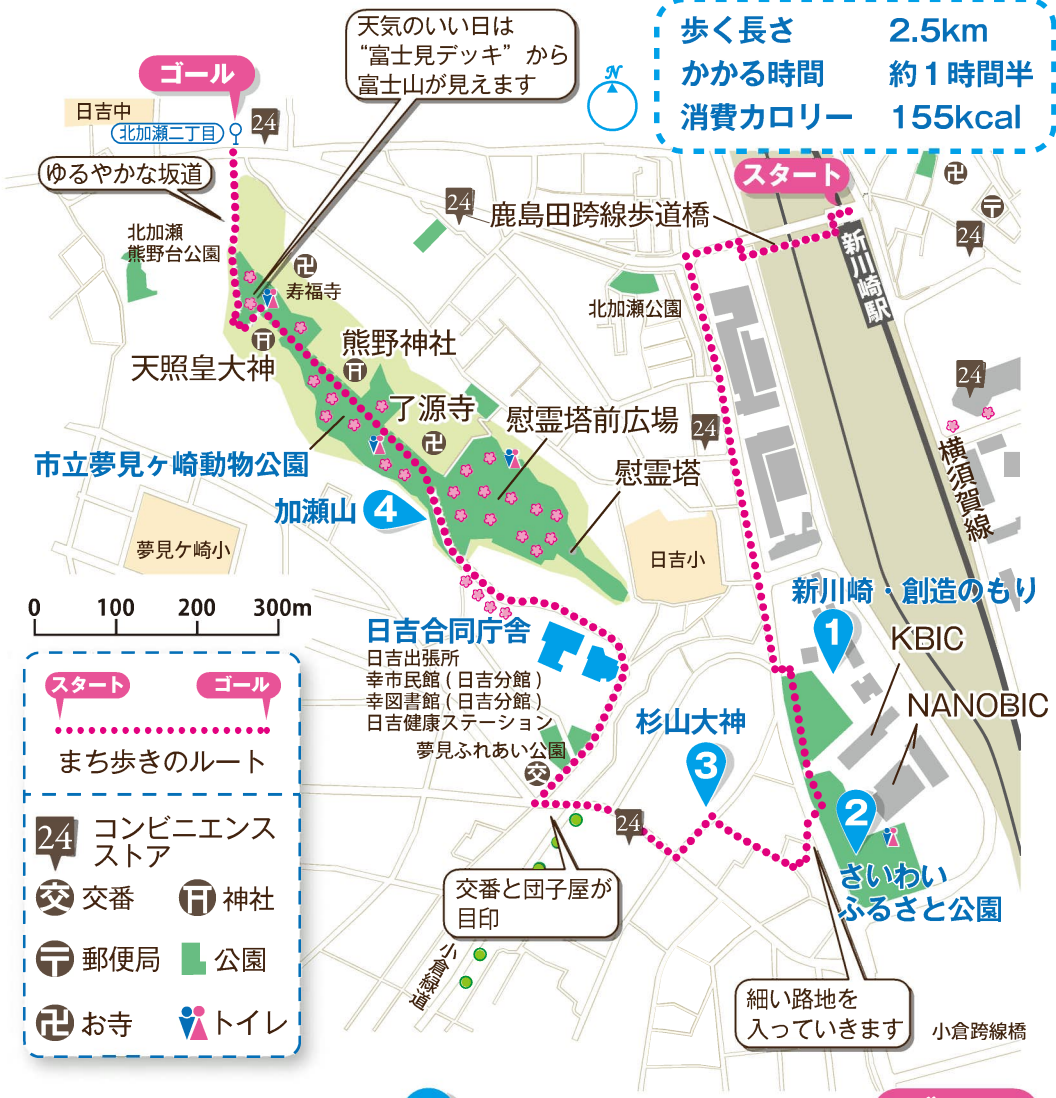 天気のいい日は
“富士見デッキ” から
富士山が見えます
歩く長さ 2.5km
かかる時間 約１時間半
消費カロリー 155kcal
N
ゴール
日吉中
北加瀬二丁目
24
ゆるやかな坂道
スタート
卍
〒
24
24
鹿島田跨線歩道橋
新川崎駅
北加瀬
熊野台公園
卍
寿福寺
北加瀬公園
天照皇大神
熊野神社
24
24
了源寺
卍
慰霊塔前広場
慰霊塔
横須賀線
市立夢見ヶ崎動物公園
加瀬山
4
夢見ケ崎小
日吉小
0 100 200 300m
新川崎・創造のもり
1
KBIC
NANOBIC
日吉合同庁舎
日吉出張所
幸市民館 ( 日吉分館 )
幸図書館 ( 日吉分館 )
日吉健康ステーション
夢見ふれあい公園
交
杉山大神
3
24
2
さいわい
ふるさと公園
スタート ゴール
まち歩きのルート
24 コンビニエンス
ストア
交 交番 神社
〒 郵便局 公園
卍 お寺 トイレ
交番と団子屋が
目印
小倉緑道
細い路地を
入っていきます
小倉跨線橋